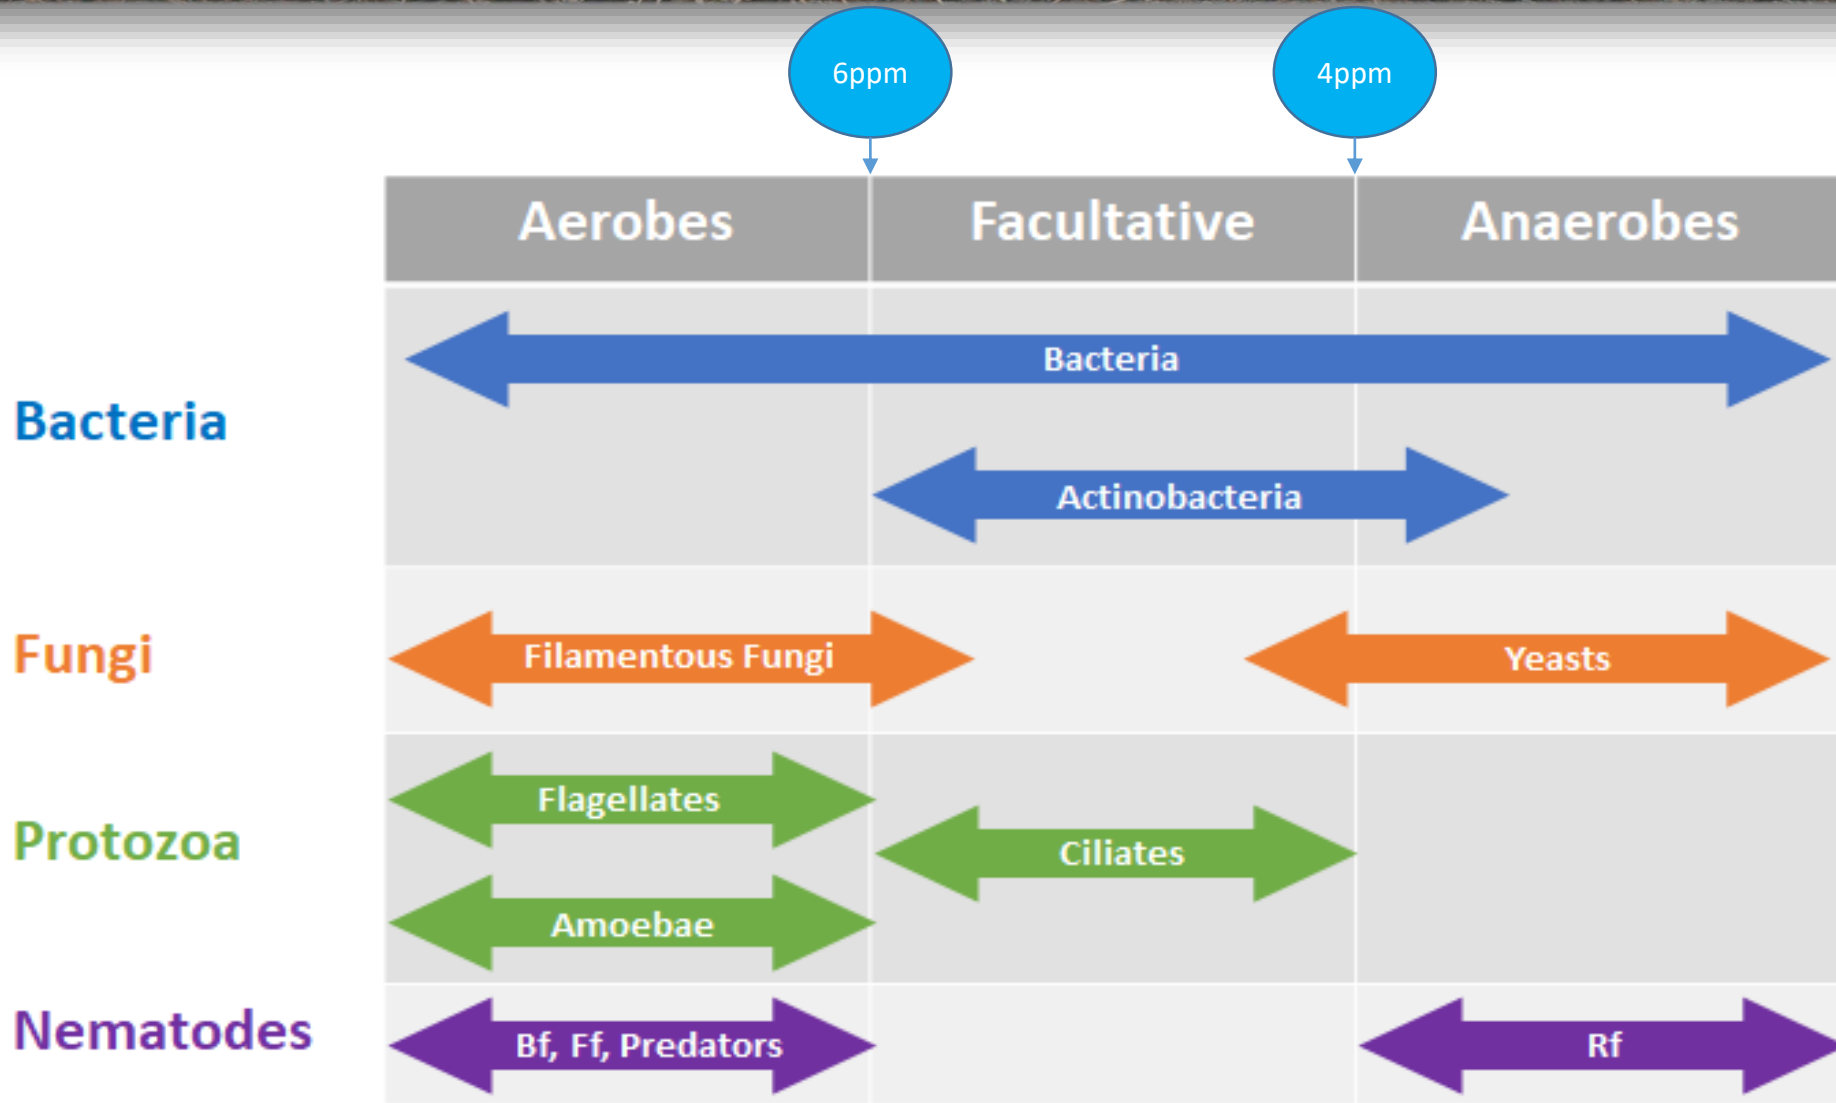 6ppm
4ppm
Aerobes
Facultative
Anaerobes
Bacteria
Bacteria
Actinobacteria
Fungi
Filamentous Fungi
Yeasts
Protozoa
Flagellates
Ciliates
Amoebae
Nematodes
Bf, Ff, Predators
Rf